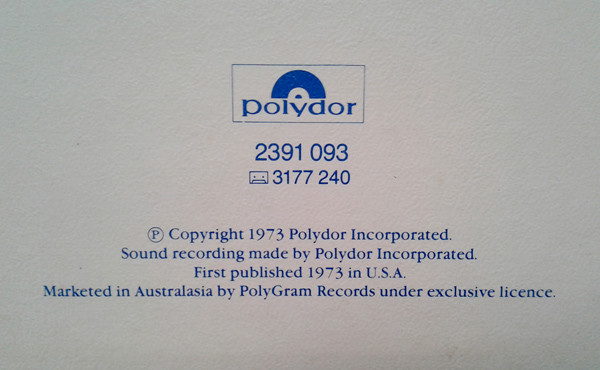 polydor
2391 093
3177 240
Ⓟ Copyright 1973 Polydor Incorporated.
Sound recording made by Polydor Incorporated.
First published 1973 in U.S.A.
Marketed in Australasia by PolyGram Records under exclusive licence.